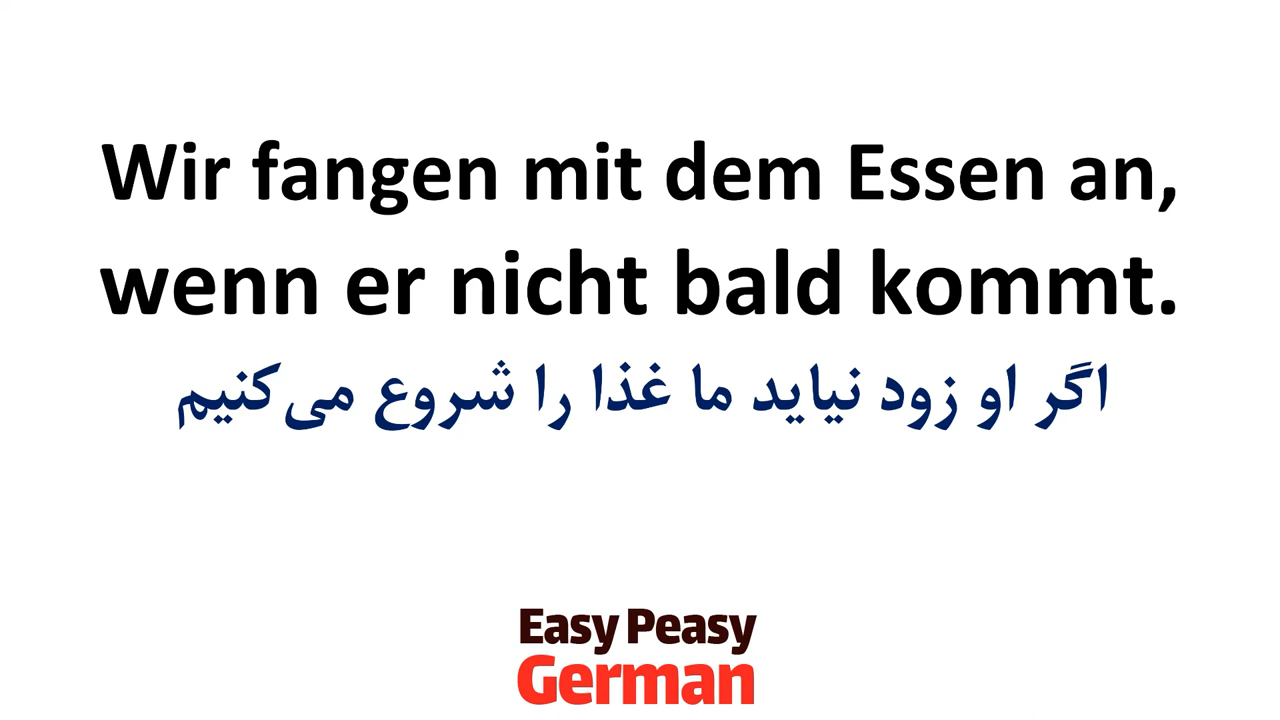 Wir fangen mit dem Essen an,
wenn er nicht bald kommt.
اگر او زود نیاید ما غذا را شروع می‌کنیم
Easy Peasy
German